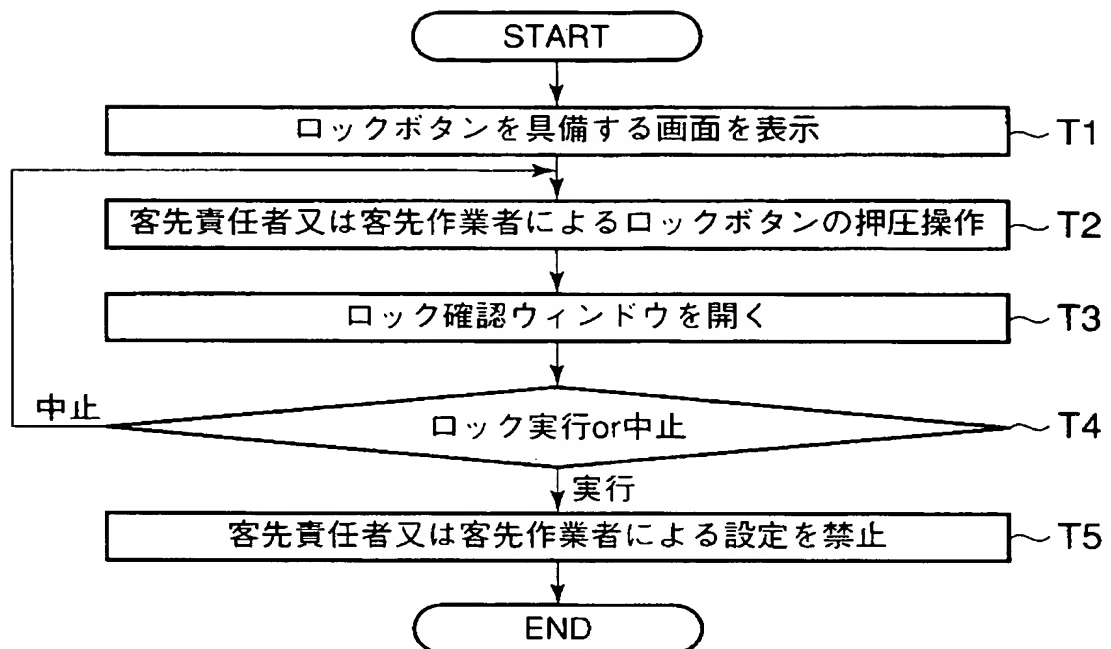 START
ロックボタンを具備する画面を表示 T1
客先責任者又は客先作業者によるロックボタンの押圧操作 T2
ロック確認ウィンドウを開く T3
中止
ロック実行or中止 T4
実行
客先責任者又は客先作業者による設定を禁止 T5
END